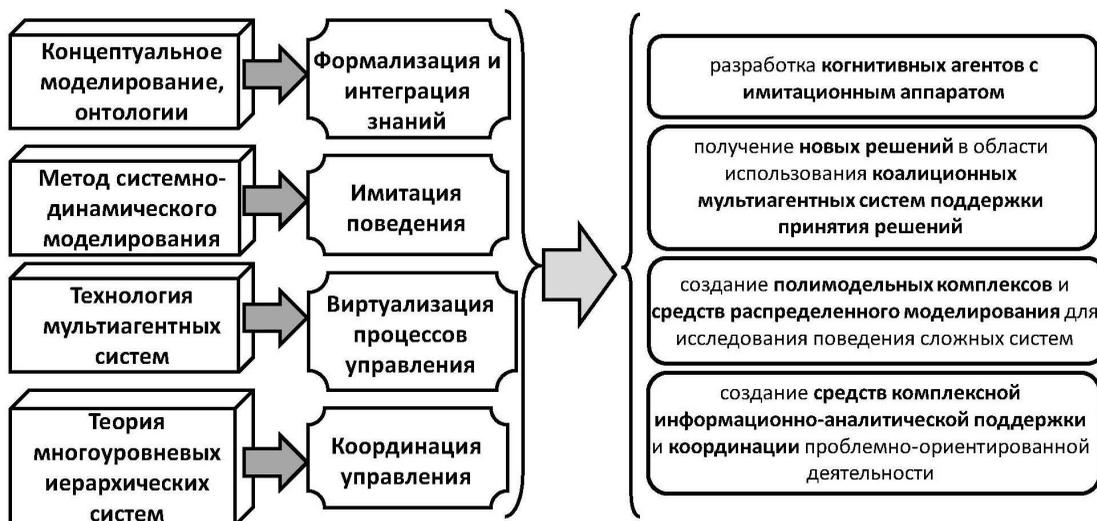 Концептуальное
моделирование,
онтологии
Формализация и
интеграция
знаний
Метод системно-
динамического
моделирования
Имитация
поведения
Технология
мультиагентных
систем
Виртуализация
процессов
управления
Теория
многоуровневых
иерархических
систем
Координация
управления
разработка когнитивных агентов с
имитационным аппаратом
получение новых решений в области
использования коалиционных
мультиагентных систем поддержки
принятия решений
создание полимодельных комплексов и
средств распределенного моделирования для
исследования поведения сложных систем
создание средств комплексной
информационно-аналитической поддержки
и координации проблемно-ориентированной
деятельности